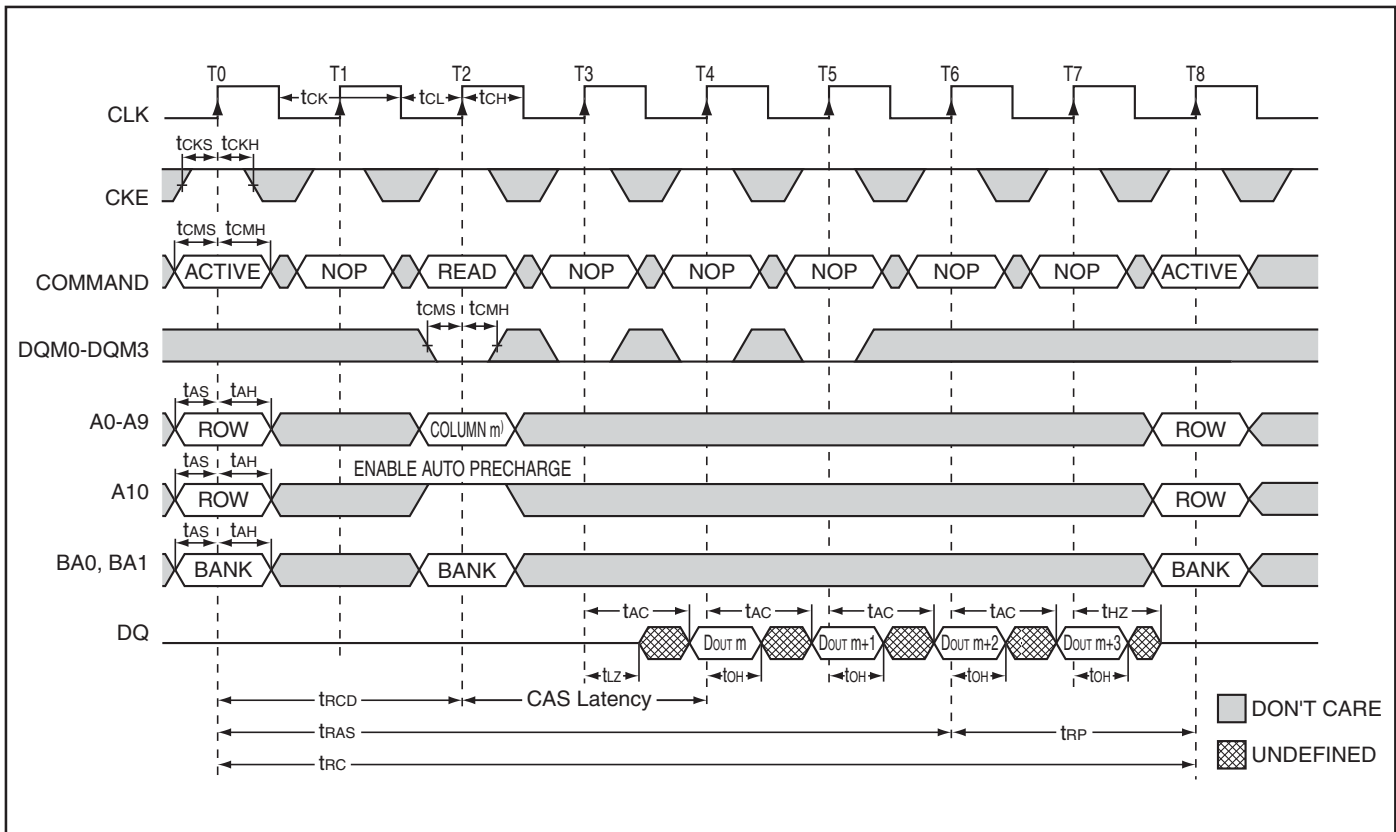 T0 T1 T2 T3 T4 T5 T6 T7 T8
CLK
tCK tCL tCH
tCKS tCKH
CKE
tCMS tCMH
COMMAND
ACTIVE NOP READ NOP NOP NOP NOP NOP ACTIVE
tCMS tCMH
DQM0-DQM3
tAS tAH
A0-A9
ROW COLUMN m) ROW
tAS tAH
ENABLE AUTO PRECHARGE
A10
ROW ROW
tAS tAH
BA0, BA1
BANK BANK BANK
tAC tAC tAC tAC tHZ
DQ
DOUT m DOUT m+1 DOUT m+2 DOUT m+3
tLZ tOH tOH tOH tOH
tRCD CAS Latency
DON'T CARE
tRAS tRP
UNDEFINED
tRC